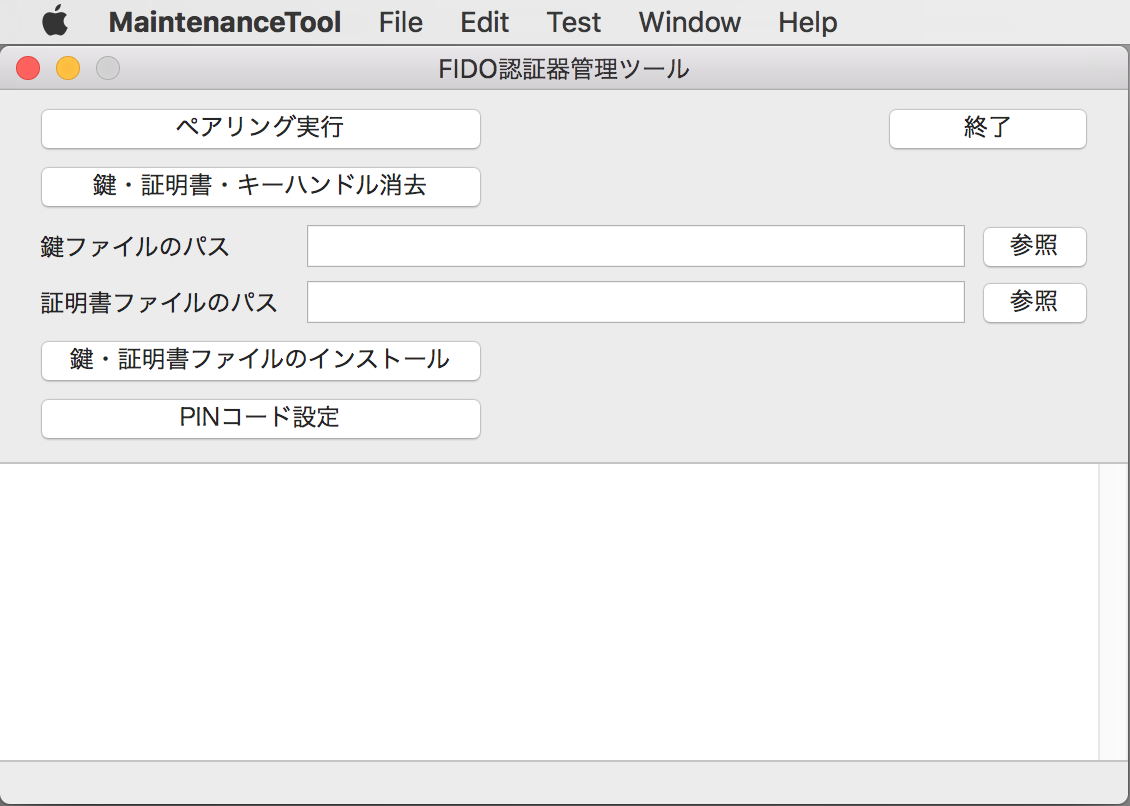 MaintenanceTool File Edit Test Window Help
FIDO認証器管理ツール
ペアリング実行 終了
鍵・証明書・キーハンドル消去
鍵ファイルのパス 参照
証明書ファイルのパス 参照
鍵・証明書ファイルのインストール
PINコード設定